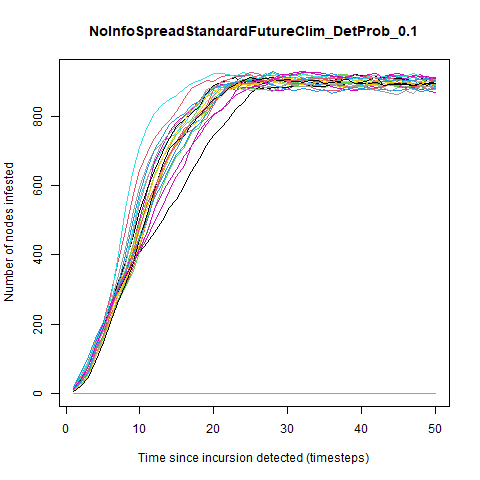 NoInfoSpreadStandardFutureClim_DetProb_0.1
Number of nodes infested
800
600
400
200
0
0 10 20 30 40 50
Time since incursion detected (timesteps)